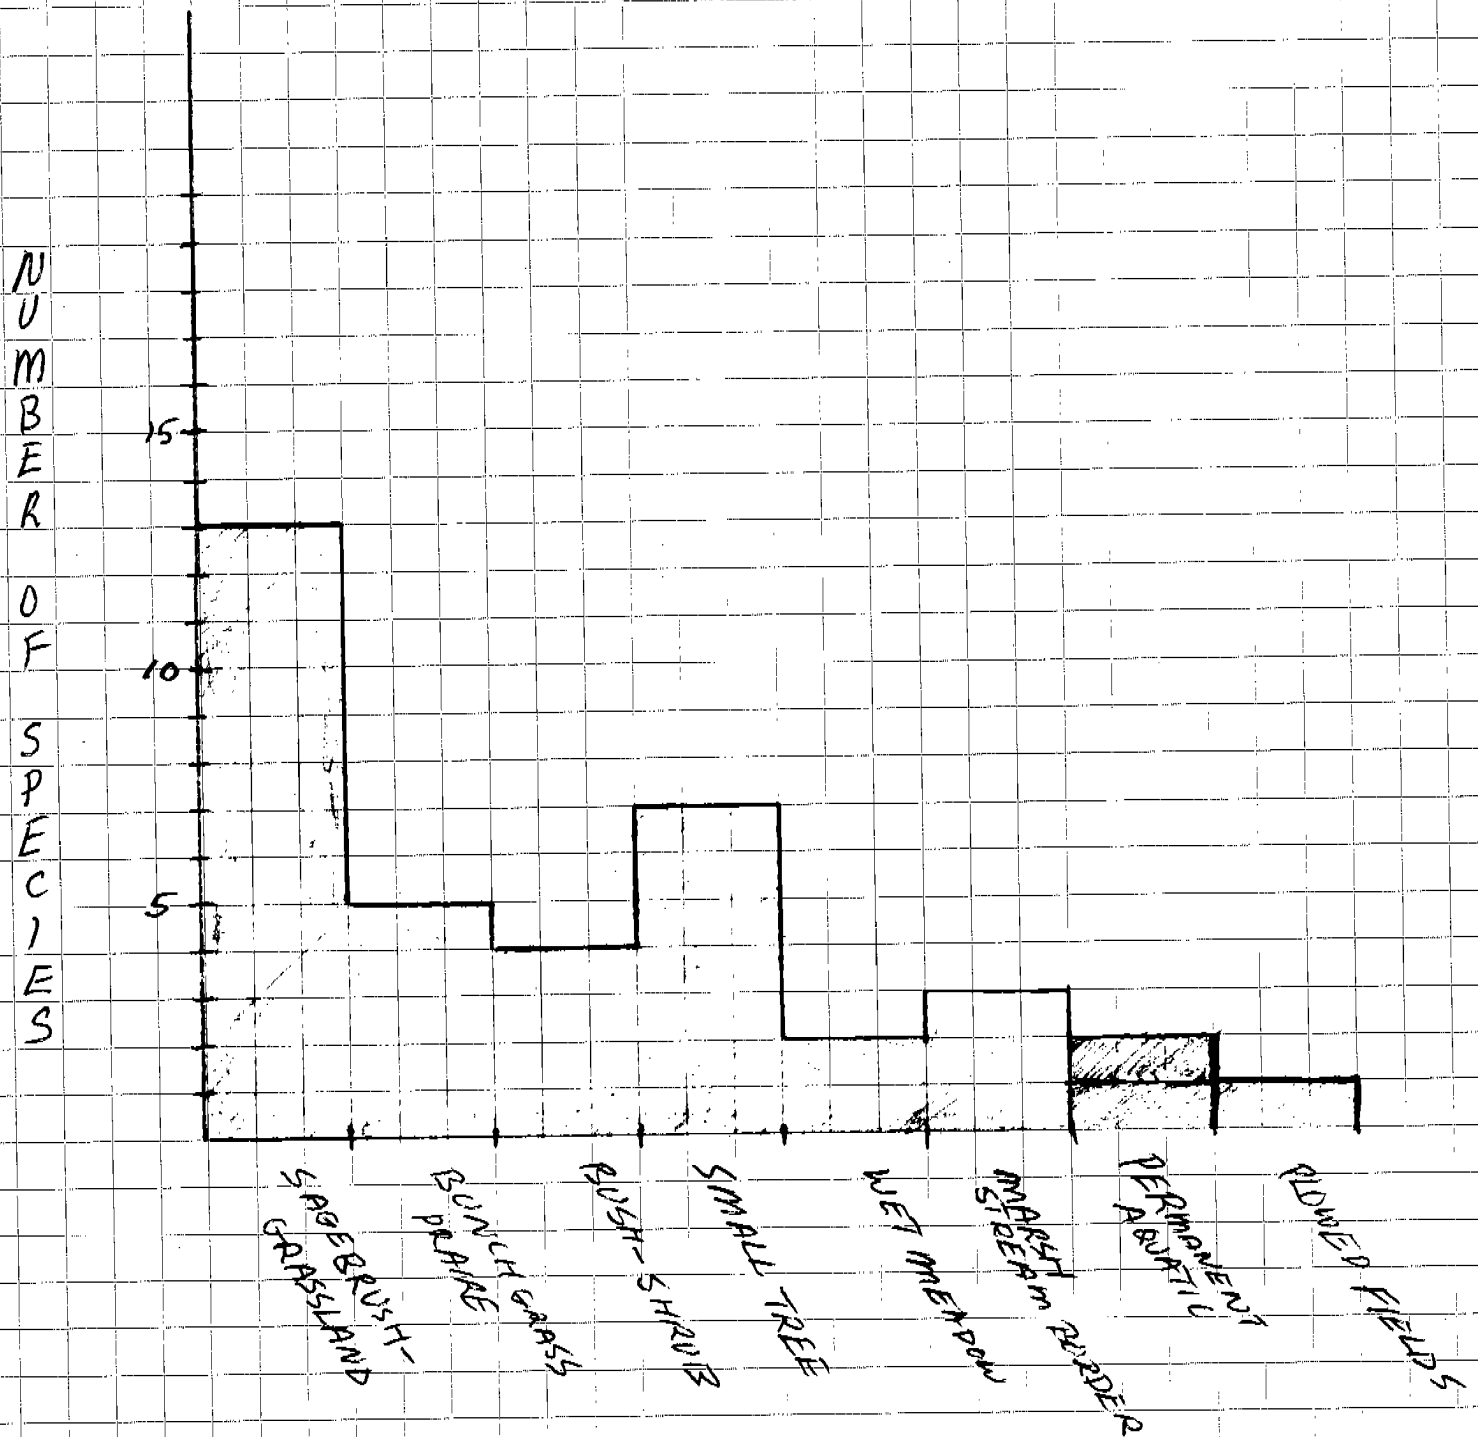 NUMBER OF SPECIES
15
10
5
SAGEBRUSH-
GRASSLAND
BUNCHGRASS
PRAIRE
BUSH-SHRUB
SMALL TREE
WET MEADOW
MARSH
STREAM BORDER
PERMANENT
AQUATIC
PLOWED FIELDS